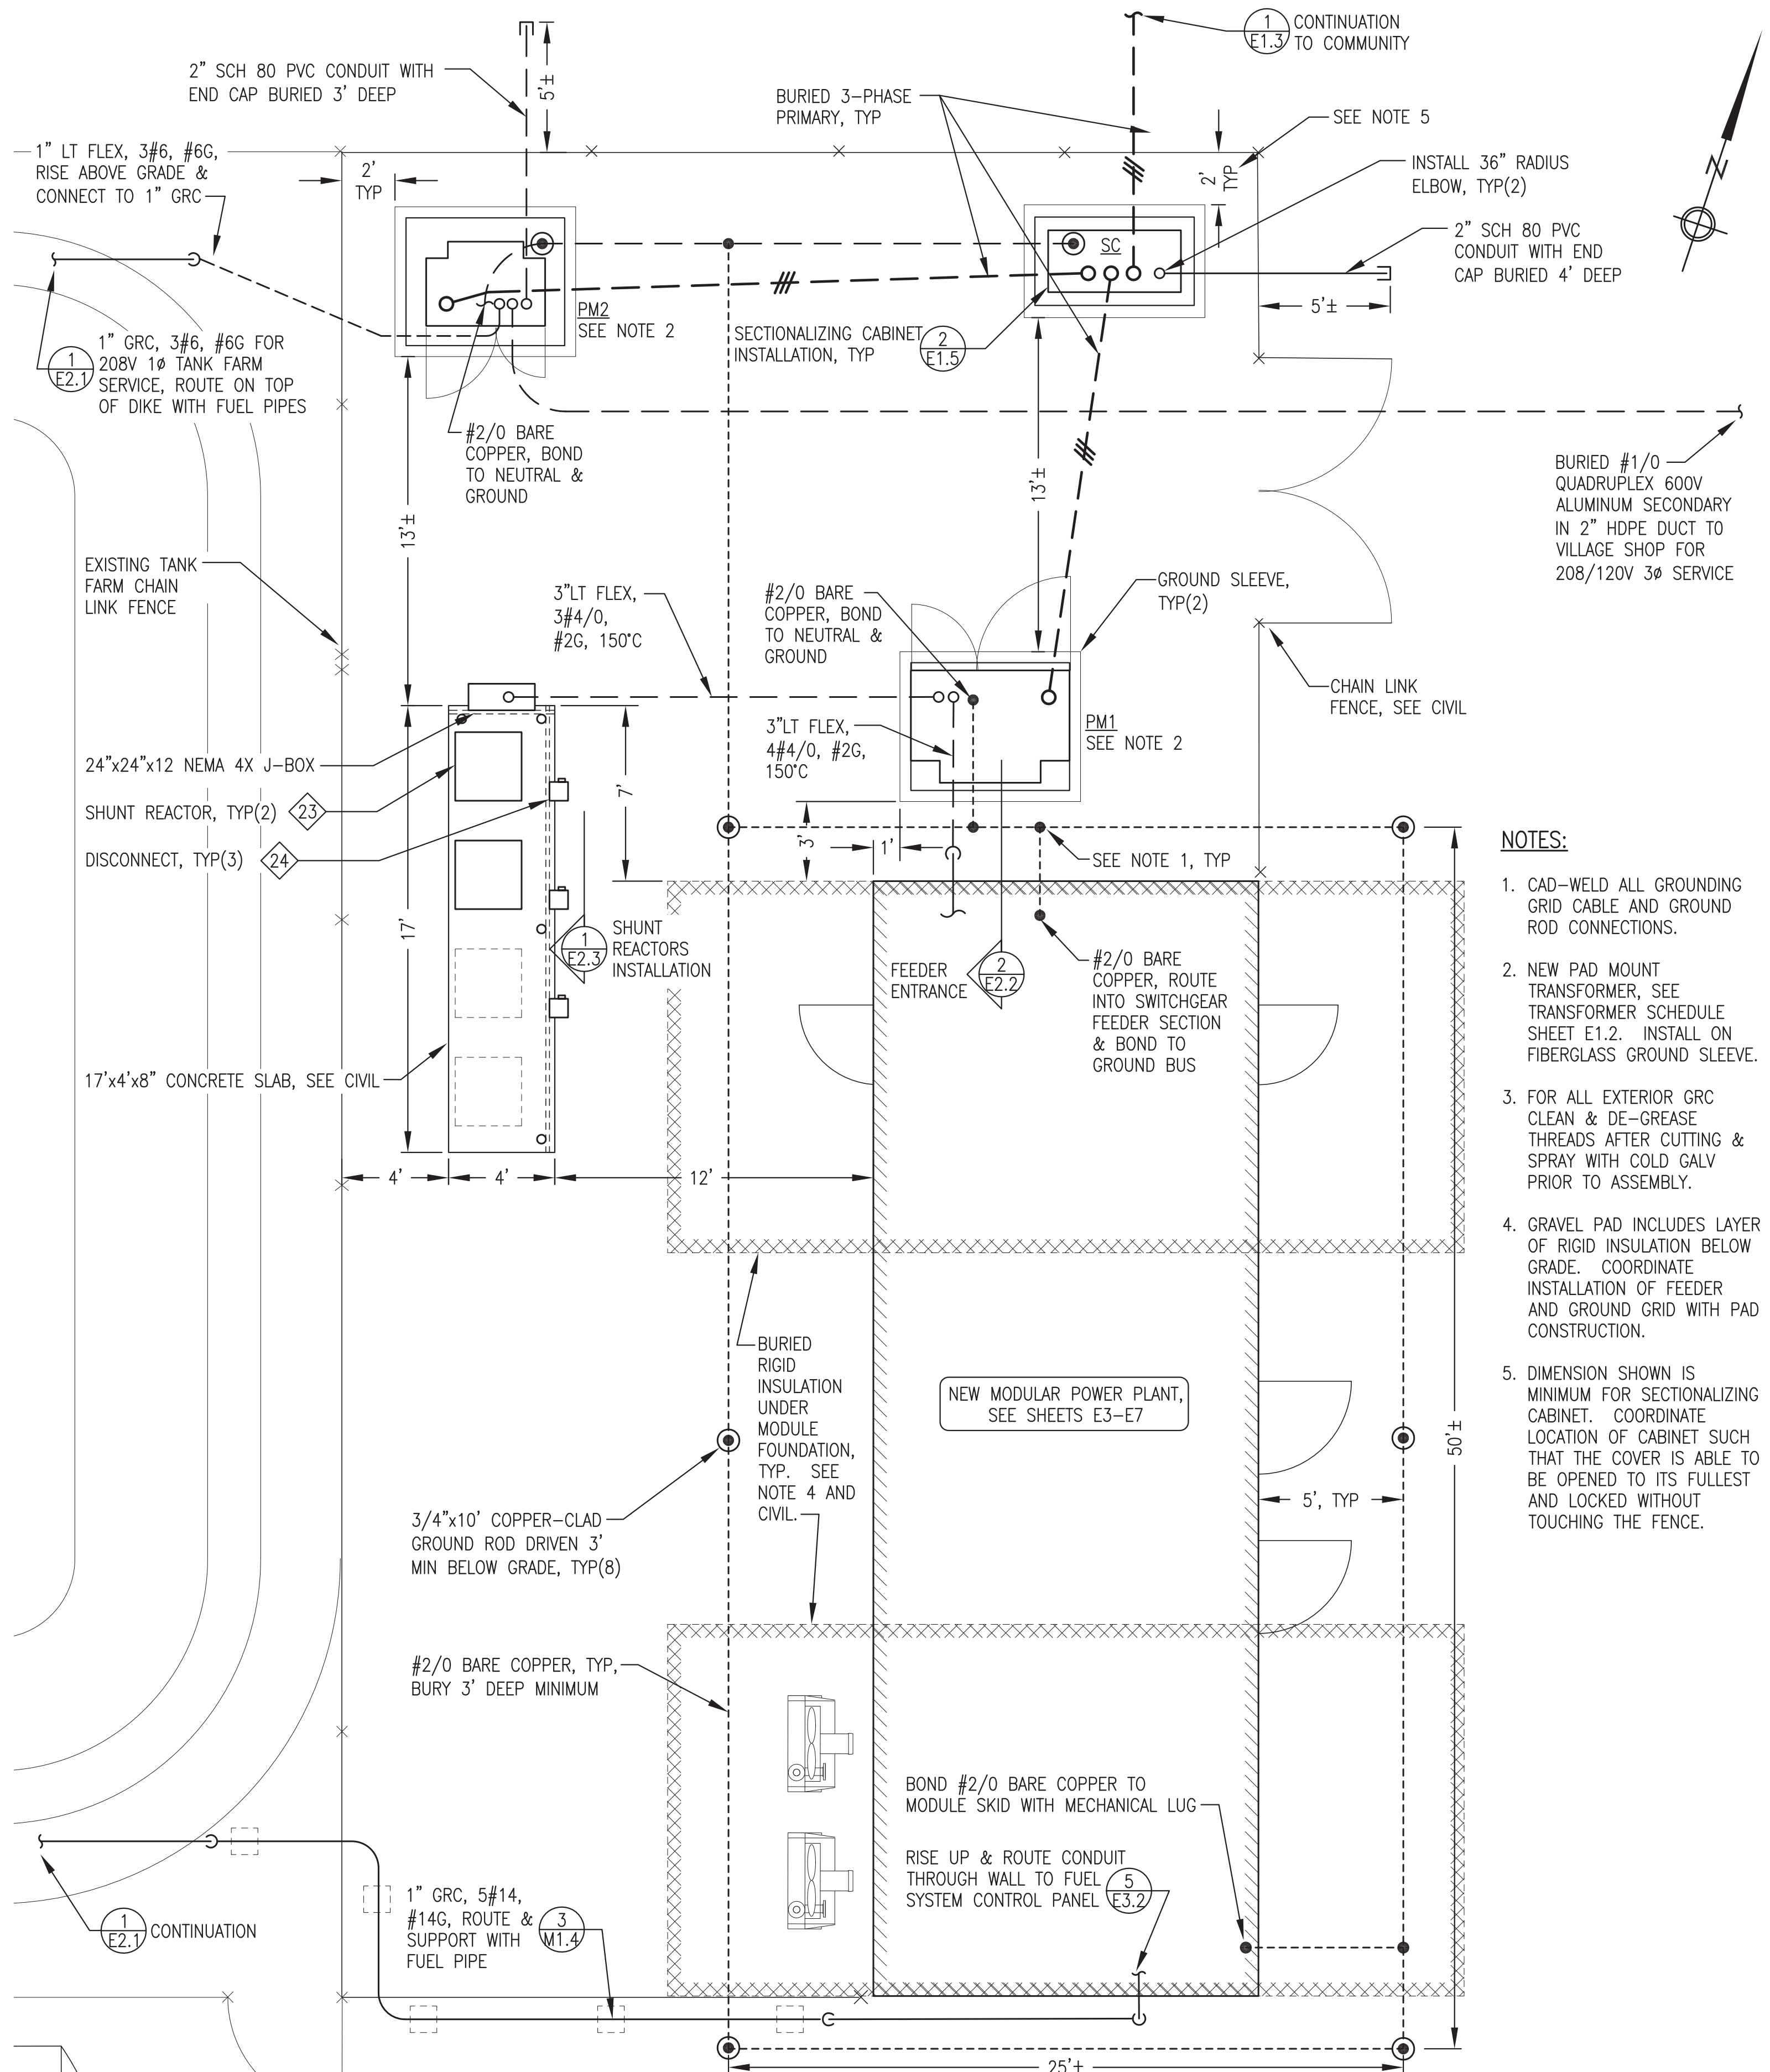 1
E1.3
CONTINUATION
TO COMMUNITY
2" SCH 80 PVC CONDUIT WITH
END CAP BURIED 3' DEEP
5'±
BURIED 3-PHASE
PRIMARY, TYP
SEE NOTE 5
1" LT FLEX, 3#6, #6G,
RISE ABOVE GRADE &
CONNECT TO 1" GRC
2'
TYP
2'
TYP
INSTALL 36" RADIUS
ELBOW, TYP(2)
N
2" SCH 80 PVC
CONDUIT WITH END
CAP BURIED 4' DEEP
5'±
SC
PM2
SEE NOTE 2
SECTIONALIZING CABINET
INSTALLATION, TYP
2
E1.5
1
E2.1
1" GRC, 3#6, #6G FOR
208V 1ø TANK FARM
SERVICE, ROUTE ON TOP
OF DIKE WITH FUEL PIPES
#2/0 BARE
COPPER, BOND
TO NEUTRAL &
GROUND
13'±
13'±
BURIED #1/0
QUADRUPLEX 600V
ALUMINUM SECONDARY
IN 2" HDPE DUCT TO
VILLAGE SHOP FOR
208/120V 3ø SERVICE
EXISTING TANK
FARM CHAIN
LINK FENCE
3"LT FLEX,
3#4/0,
#2G, 150°C
#2/0 BARE
COPPER, BOND
TO NEUTRAL &
GROUND
GROUND SLEEVE,
TYP(2)
CHAIN LINK
FENCE, SEE CIVIL
PM1
SEE NOTE 2
3"LT FLEX,
4#4/0, #2G,
150°C
24"x24"x12 NEMA 4X J-BOX
SHUNT REACTOR, TYP(2)
23
DISCONNECT, TYP(3)
24
7'
3'
1'
SEE NOTE 1, TYP
17'
1
E2.3
SHUNT
REACTORS
INSTALLATION
FEEDER
ENTRANCE
2
E2.2
#2/0 BARE
COPPER, ROUTE
INTO SWITCHGEAR
FEEDER SECTION
& BOND TO
GROUND BUS
17'x4'x8" CONCRETE SLAB, SEE CIVIL
4'
4'
12'
BURIED
RIGID
INSULATION
UNDER
MODULE
FOUNDATION,
TYP. SEE
NOTE 4 AND
CIVIL.
NEW MODULAR POWER PLANT,
SEE SHEETS E3-E7
50'±
5', TYP
3/4"x10' COPPER-CLAD
GROUND ROD DRIVEN 3'
MIN BELOW GRADE, TYP(8)
#2/0 BARE COPPER, TYP,
BURY 3' DEEP MINIMUM
BOND #2/0 BARE COPPER TO
MODULE SKID WITH MECHANICAL LUG
RISE UP & ROUTE CONDUIT
THROUGH WALL TO FUEL
SYSTEM CONTROL PANEL
5
E3.2
1
E2.1
CONTINUATION
1" GRC, 5#14,
#14G, ROUTE &
SUPPORT WITH
FUEL PIPE
3
M1.4
25'±
NOTES:
1. CAD-WELD ALL GROUNDING
GRID CABLE AND GROUND
ROD CONNECTIONS.
2. NEW PAD MOUNT
TRANSFORMER, SEE
TRANSFORMER SCHEDULE
SHEET E1.2. INSTALL ON
FIBERGLASS GROUND SLEEVE.
3. FOR ALL EXTERIOR GRC
CLEAN & DE-GREASE
THREADS AFTER CUTTING &
SPRAY WITH COLD GALV
PRIOR TO ASSEMBLY.
4. GRAVEL PAD INCLUDES LAYER
OF RIGID INSULATION BELOW
GRADE. COORDINATE
INSTALLATION OF FEEDER
AND GROUND GRID WITH PAD
CONSTRUCTION.
5. DIMENSION SHOWN IS
MINIMUM FOR SECTIONALIZING
CABINET. COORDINATE
LOCATION OF CABINET SUCH
THAT THE COVER IS ABLE TO
BE OPENED TO ITS FULLEST
AND LOCKED WITHOUT
TOUCHING THE FENCE.